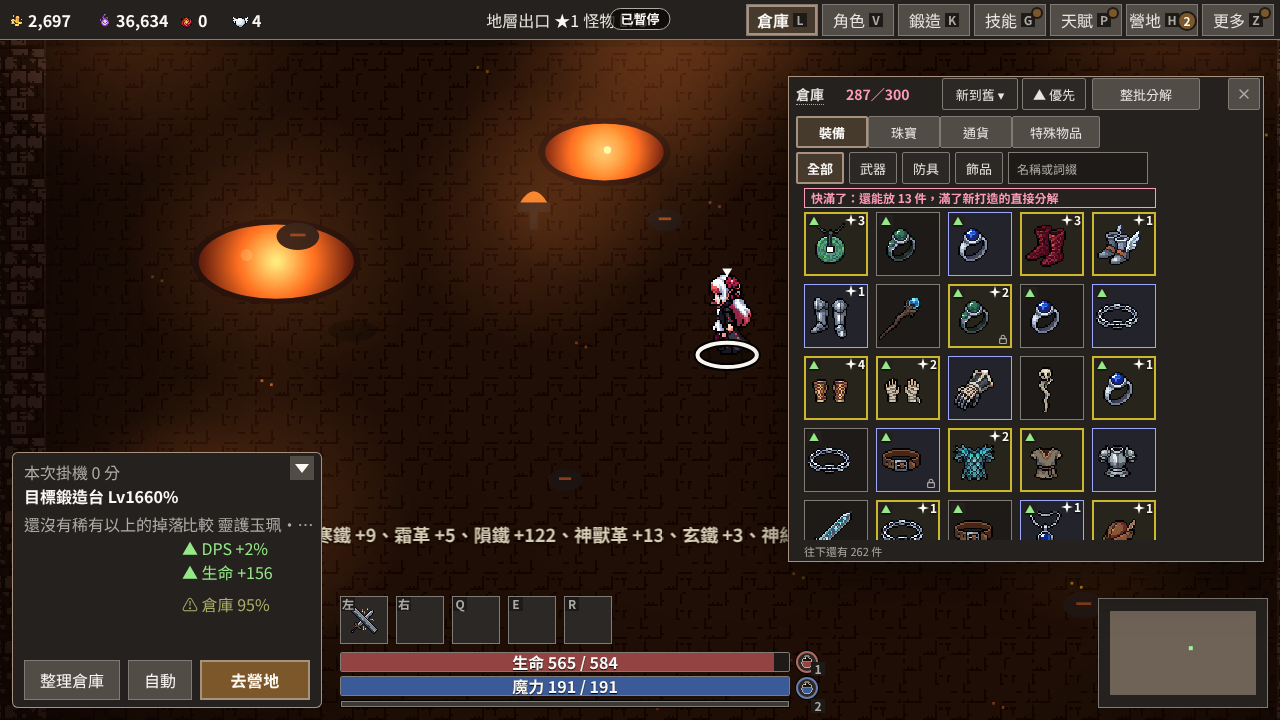 2,697 36,634 0 4
地層出口 ★1 怪物 已暫停
倉庫 L 角色 V 鍛造 K 技能 G 天賦 P 營地 H 2 更多 Z
倉庫 287／300 新到舊 ▾ ▲ 優先 整批分解 ✕
裝備 珠寶 通貨 特殊物品
全部 武器 防具 飾品 名稱或詞綴
快滿了：還能放 13 件，滿了新打造的直接分解
3 3 1
1 2
4 2 1
2
1 1 1
往下還有 262 件
本次掛機 0 分
目標鍛造台 Lv1660%
還沒有稀有以上的掉落比較 靈護玉珮・…
▲ DPS +2%
▲ 生命 +156
⚠ 倉庫 95%
整理倉庫 自動 去營地
寒鐵 +9、霜革 +5、隕鐵 +122、神獸革 +13、玄鐵 +3、神
左 右 Q E R
生命 565 / 584 1
魔力 191 / 191 2